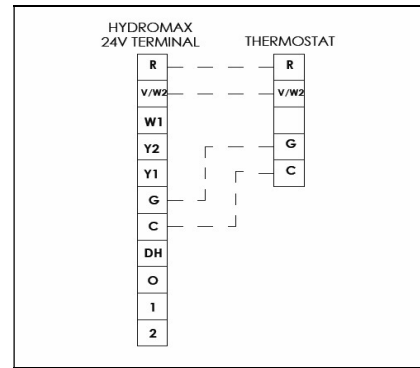 HYDROMAX
24V TERMINAL
THERMOSTAT
R
V/W2
W1
Y2
Y1
G
C
DH
O
1
2
R
V/W2
G
C